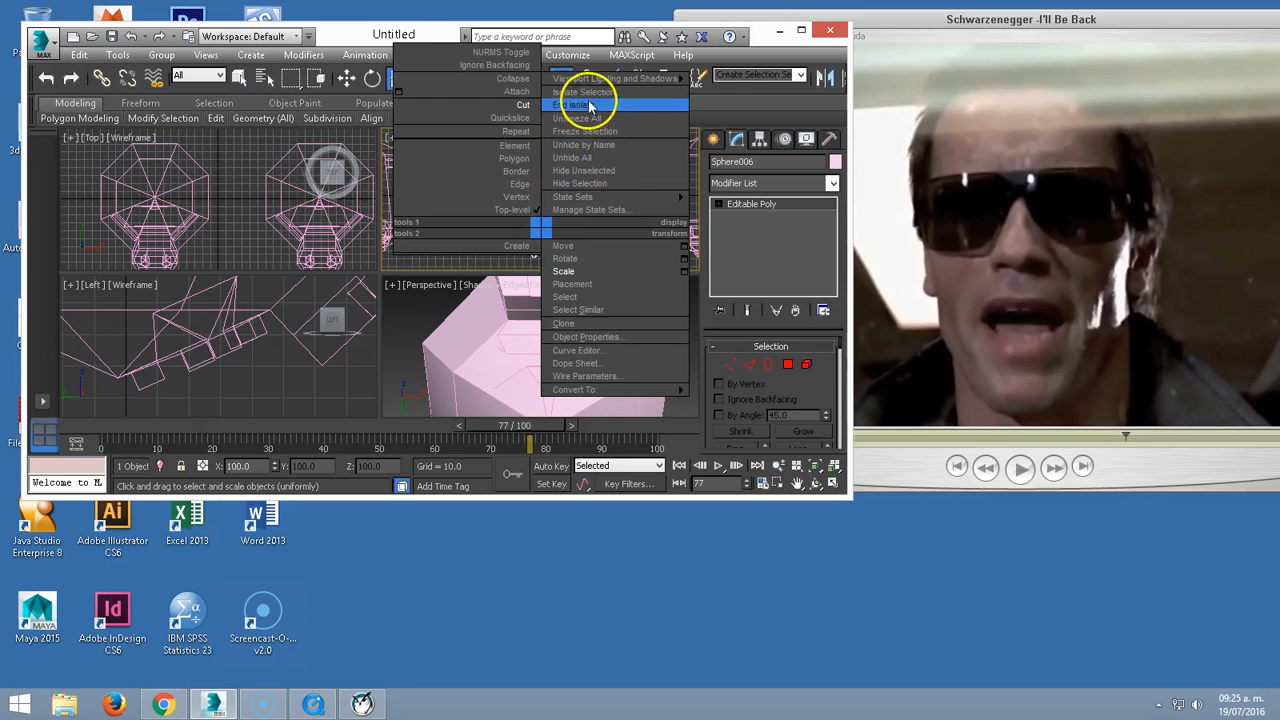 Schwarzenegger -I'll Be Back
MAX
Workspace: Default
Untitled
Type a keyword or phrase
Edit Tools Group Views Create Modifiers Animation
Customize MAXScript Help
All
Create Selection Se
Modeling Freeform Selection Object
Polygon Modeling Modify Selection Edit Geometry (All) Subdivision Align
NURMS Toggle
Ignore Backfacing
Collapse
Attach
Cut
Quickslice
Repeat
Element
Polygon
Border
Edge
Vertex
Top-level
tools 1
tools 2
Create
Viewport Lighting and Shadows
Isolate Selection
End Isolate
Unfreeze All
Freeze Selection
Unhide by Name
Unhide All
Hide Unselected
Hide Selection
State Sets
Manage State Sets...
display
transform
Move
Rotate
Scale
Placement
Select
Select Similar
Clone
Object Properties...
Curve Editor...
Dope Sheet...
Wire Parameters...
Convert To:
[+] [Top] [Wireframe]
[+] [Left] [Wireframe]
LEFT
[+] [Perspective]
Sphere006
Modifier List
Editable Poly
Selection
By Vertex
Ignore Backfacing
By Angle: 45.0
Shrink Grow
77 / 100
0 10 20 30 40 50 60 70 80 90 100
1 Object X: 100.0 Y: 100.0 Z: 100.0 Grid = 10.0
Auto Key Selected
Welcome to M
Click and drag to select and scale objects (uniformly)
Add Time Tag
Set Key Key Filters...
77
Java Studio Enterprise 8
Adobe Illustrator CS6
Excel 2013
Word 2013
Maya 2015
Adobe InDesign CS6
IBM SPSS Statistics 23
Screencast-O-... v2.0
09:25 a. m.
19/07/2016